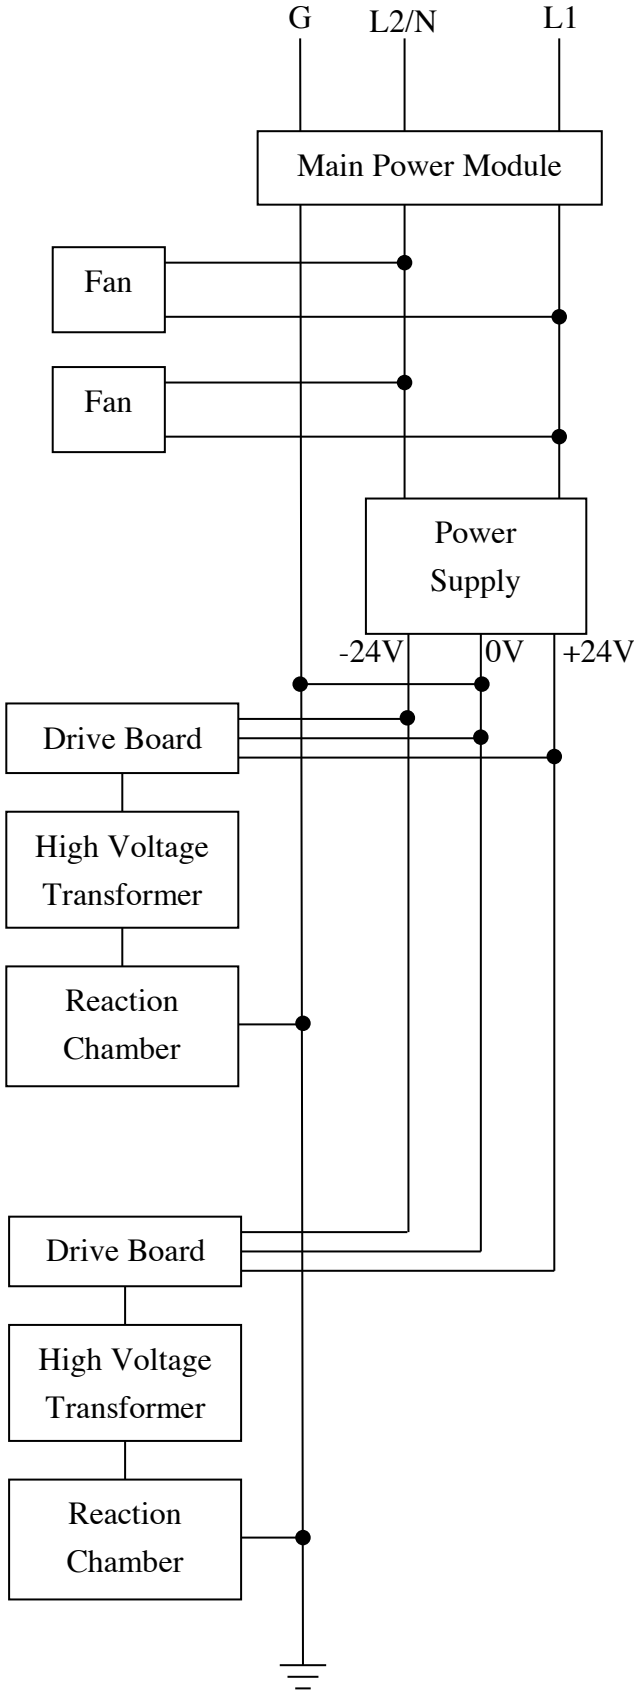 G
L2/N
L1
Main Power Module
Fan
Fan
Power
Supply
-24V
0V
+24V
Drive Board
High Voltage
Transformer
Reaction
Chamber
Drive Board
High Voltage
Transformer
Reaction
Chamber